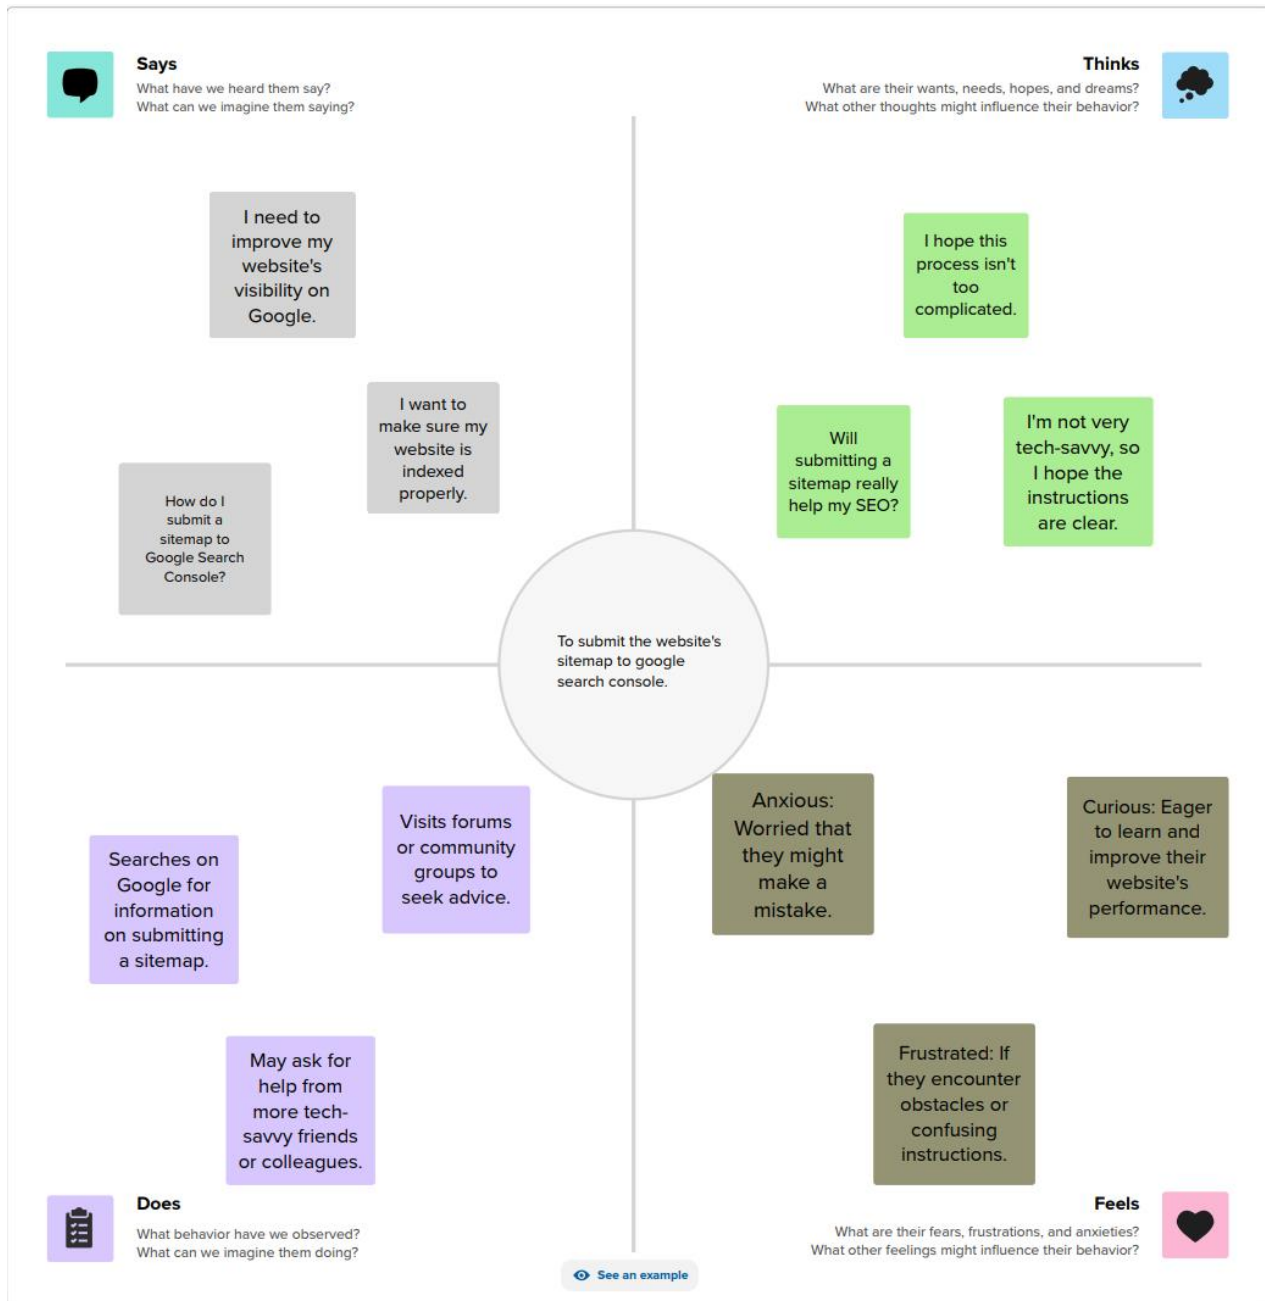 Says
What have we heard them say?
What can we imagine them saying?
Thinks
What are their wants, needs, hopes, and dreams?
What other thoughts might influence their behavior?
I need to
improve my
website's
visibility on
Google.
I want to
make sure my
website is
indexed
properly.
How do I
submit a
sitemap to
Google Search
Console?
I hope this
process isn't
too
complicated.
Will
submitting a
sitemap really
help my SEO?
I'm not very
tech-savvy, so
I hope the
instructions
are clear.
To submit the website's
sitemap to google
search console.
Searches on
Google for
information
on submitting
a sitemap.
Visits forums
or community
groups to
seek advice.
May ask for
help from
more tech-
savvy friends
or colleagues.
Anxious:
Worried that
they might
make a
mistake.
Curious: Eager
to learn and
improve their
website's
performance.
Frustrated: If
they encounter
obstacles or
confusing
instructions.
Does
What behavior have we observed?
What can we imagine them doing?
Feels
What are their fears, frustrations, and anxieties?
What other feelings might influence their behavior?
See an example